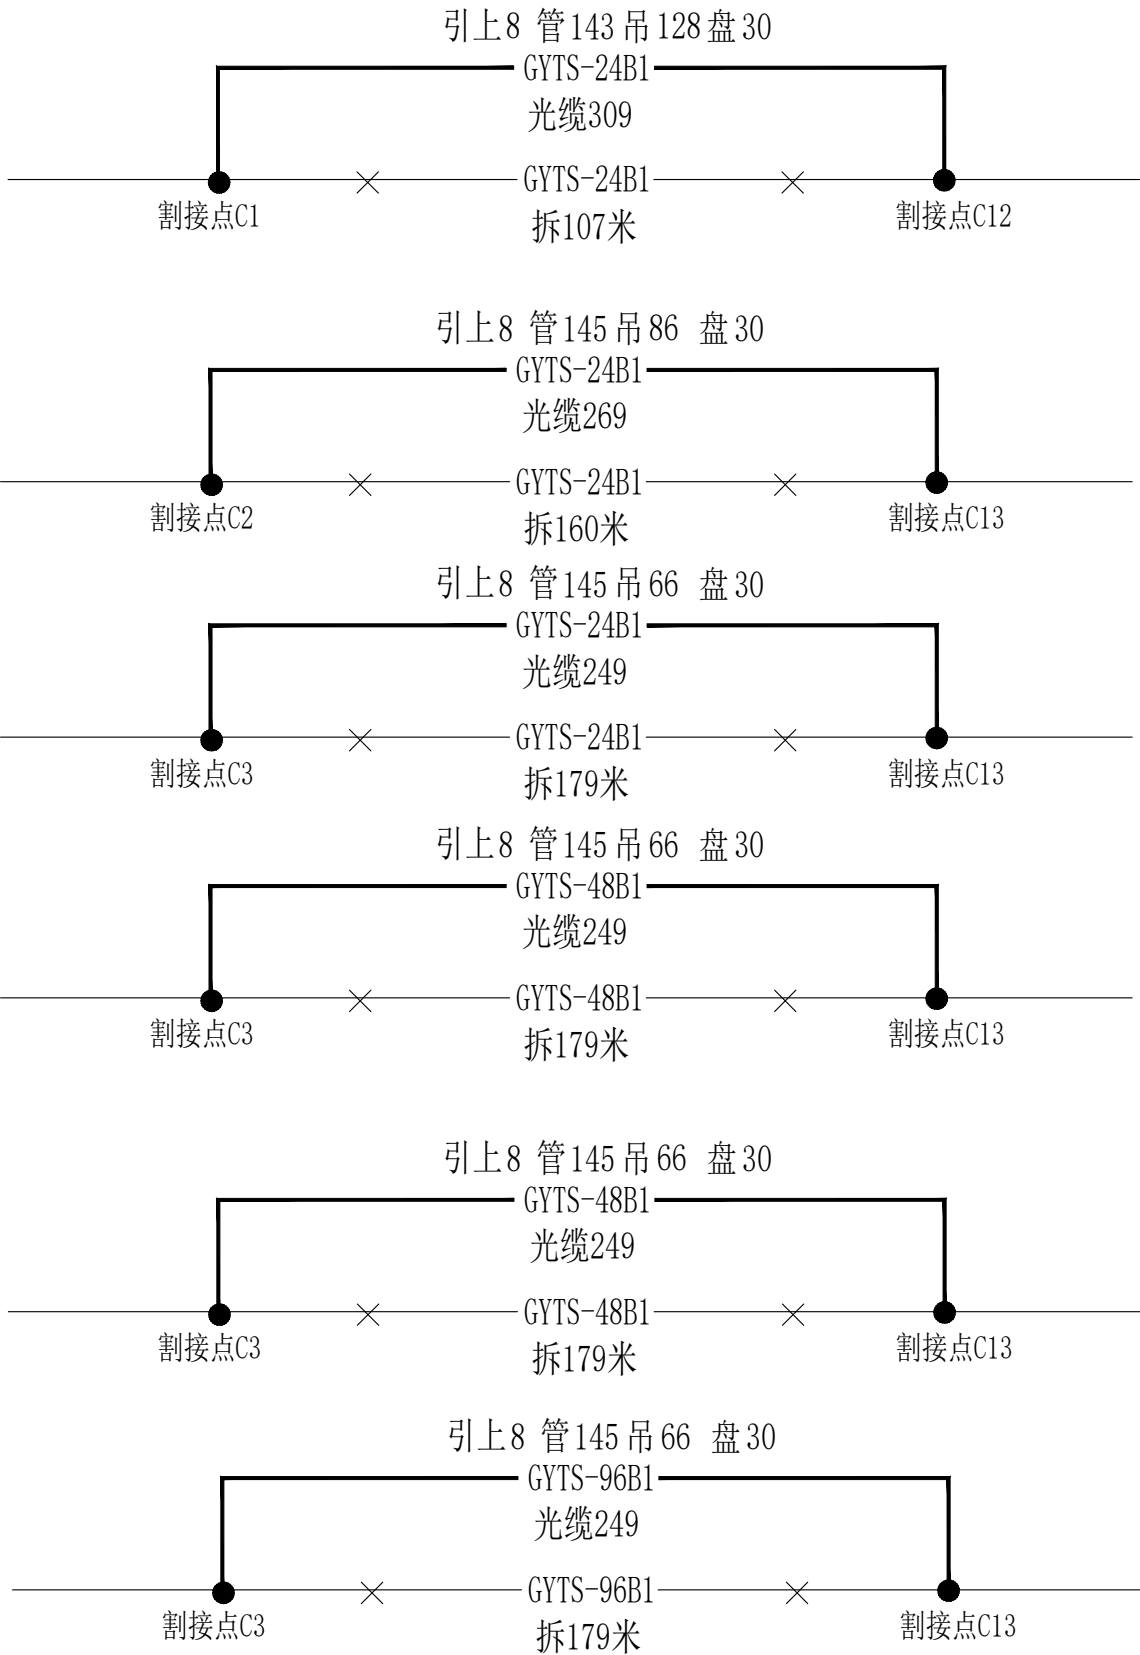 引上8 管143吊128盘30
GYTS-24B1
光缆309
GYTS-24B1
割接点C1
割接点C12
拆107米
引上8 管145吊86 盘30
GYTS-24B1
光缆269
GYTS-24B1
割接点C2
割接点C13
拆160米
引上8 管145吊66 盘30
GYTS-24B1
光缆249
GYTS-24B1
割接点C3
割接点C13
拆179米
引上8 管145吊66 盘30
GYTS-48B1
光缆249
GYTS-48B1
割接点C3
割接点C13
拆179米
引上8 管145吊66 盘30
GYTS-48B1
光缆249
GYTS-48B1
割接点C3
割接点C13
拆179米
引上8 管145吊66 盘30
GYTS-96B1
光缆249
GYTS-96B1
割接点C3
割接点C13
拆179米